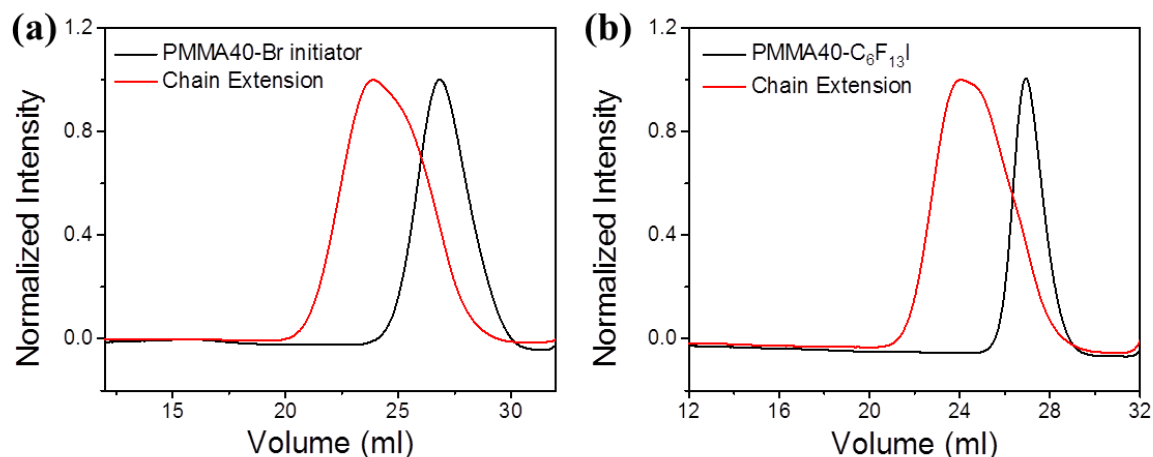 (a)
1.2
PMMA40-Br initiator
Chain Extension
0.8
0.4
0.0
Normalized Intensity
15 20 25 30
Volume (ml)
(b)
1.2
PMMA40-C₆F₁₃I
Chain Extension
0.8
0.4
0.0
Normalized Intensity
12 16 20 24 28 32
Volume (ml)